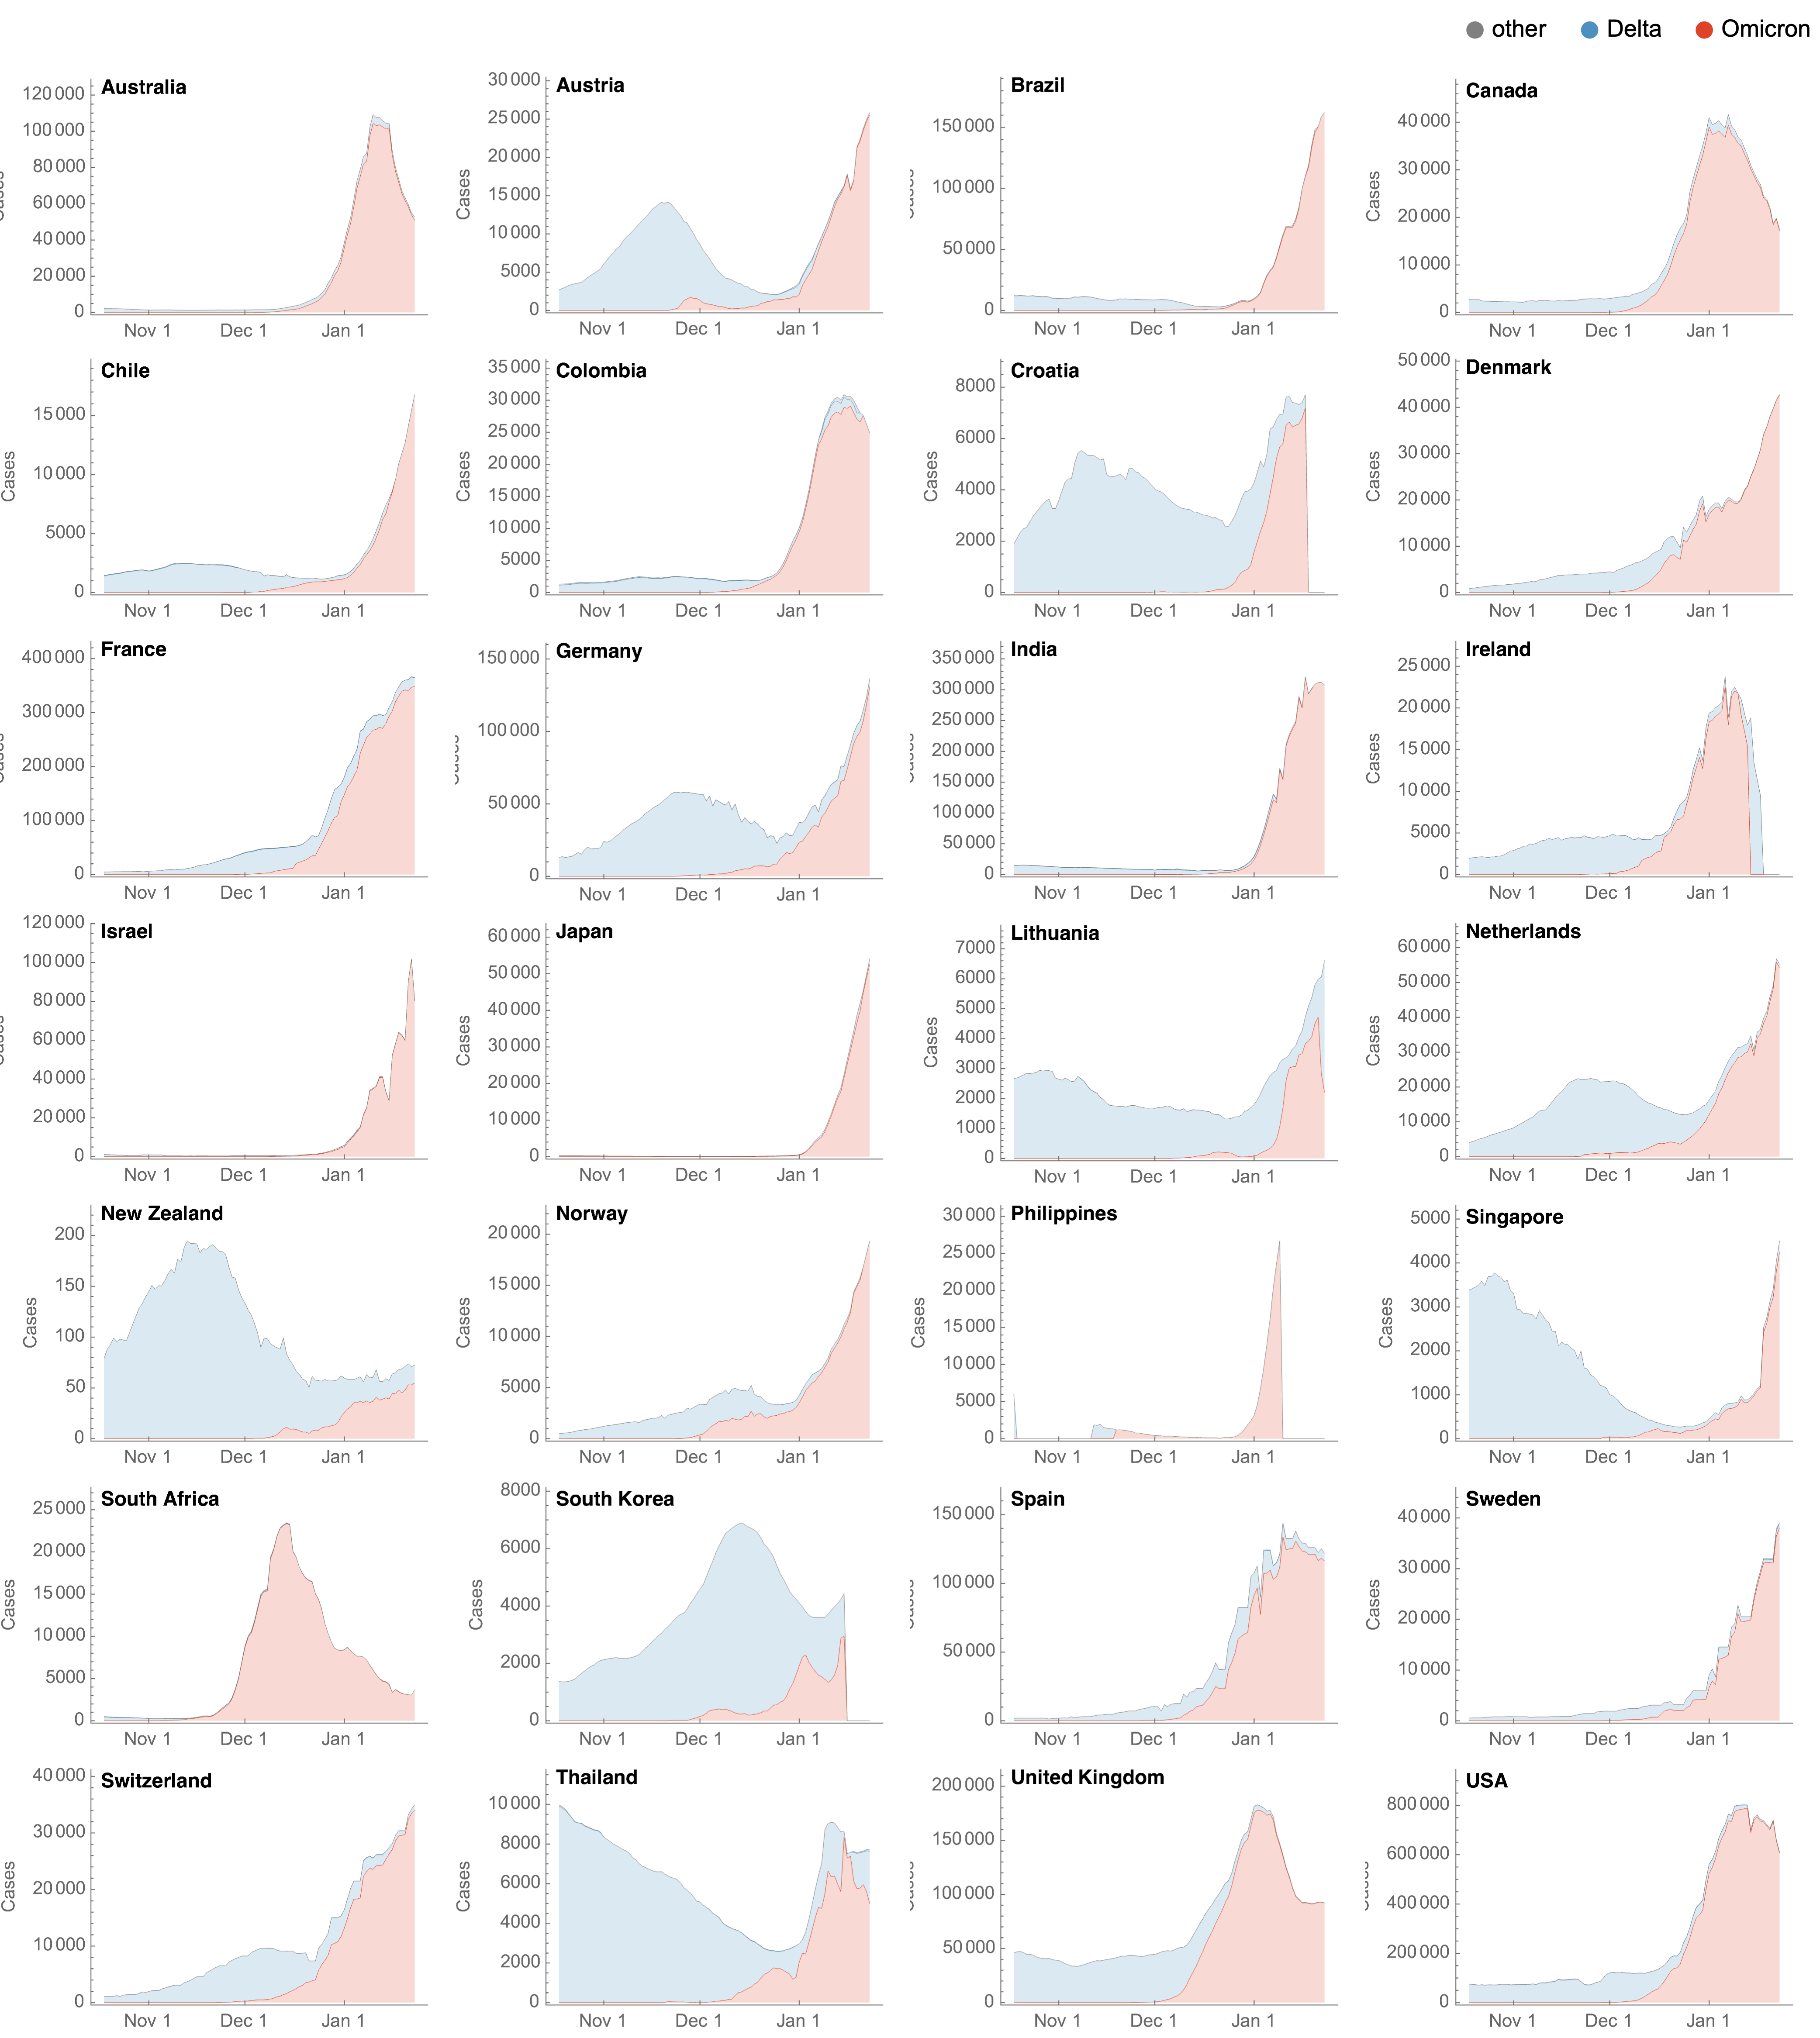 other Delta Omicron
Australia
120 000
100 000
80 000
60 000
40 000
20 000
0
Cases
Nov 1 Dec 1 Jan 1
Austria
30 000
25 000
20 000
15 000
10 000
5000
0
Cases
Nov 1 Dec 1 Jan 1
Brazil
150 000
100 000
50 000
0
Cases
Nov 1 Dec 1 Jan 1
Canada
40 000
30 000
20 000
10 000
0
Cases
Nov 1 Dec 1 Jan 1
Chile
15 000
10 000
5000
0
Cases
Nov 1 Dec 1 Jan 1
Colombia
35 000
30 000
25 000
20 000
15 000
10 000
5000
0
Cases
Nov 1 Dec 1 Jan 1
Croatia
8000
6000
4000
2000
0
Cases
Nov 1 Dec 1 Jan 1
Denmark
50 000
40 000
30 000
20 000
10 000
0
Cases
Nov 1 Dec 1 Jan 1
France
400 000
300 000
200 000
100 000
0
Cases
Nov 1 Dec 1 Jan 1
Germany
150 000
100 000
50 000
0
Cases
Nov 1 Dec 1 Jan 1
India
350 000
300 000
250 000
200 000
150 000
100 000
50 000
0
Cases
Nov 1 Dec 1 Jan 1
Ireland
25 000
20 000
15 000
10 000
5000
0
Cases
Nov 1 Dec 1 Jan 1
Israel
120 000
100 000
80 000
60 000
40 000
20 000
0
Cases
Nov 1 Dec 1 Jan 1
Japan
60 000
50 000
40 000
30 000
20 000
10 000
0
Cases
Nov 1 Dec 1 Jan 1
Lithuania
7000
6000
5000
4000
3000
2000
1000
0
Cases
Nov 1 Dec 1 Jan 1
Netherlands
60 000
50 000
40 000
30 000
20 000
10 000
0
Cases
Nov 1 Dec 1 Jan 1
New Zealand
200
150
100
50
0
Cases
Nov 1 Dec 1 Jan 1
Norway
20 000
15 000
10 000
5000
0
Cases
Nov 1 Dec 1 Jan 1
Philippines
30 000
25 000
20 000
15 000
10 000
5000
0
Cases
Nov 1 Dec 1 Jan 1
Singapore
5000
4000
3000
2000
1000
0
Cases
Nov 1 Dec 1 Jan 1
South Africa
25 000
20 000
15 000
10 000
5000
0
Cases
Nov 1 Dec 1 Jan 1
South Korea
8000
6000
4000
2000
0
Cases
Nov 1 Dec 1 Jan 1
Spain
150 000
100 000
50 000
0
Cases
Nov 1 Dec 1 Jan 1
Sweden
40 000
30 000
20 000
10 000
0
Cases
Nov 1 Dec 1 Jan 1
Switzerland
40 000
30 000
20 000
10 000
0
Cases
Nov 1 Dec 1 Jan 1
Thailand
10 000
8000
6000
4000
2000
0
Cases
Nov 1 Dec 1 Jan 1
United Kingdom
200 000
150 000
100 000
50 000
0
Cases
Nov 1 Dec 1 Jan 1
USA
800 000
600 000
400 000
200 000
0
Cases
Nov 1 Dec 1 Jan 1